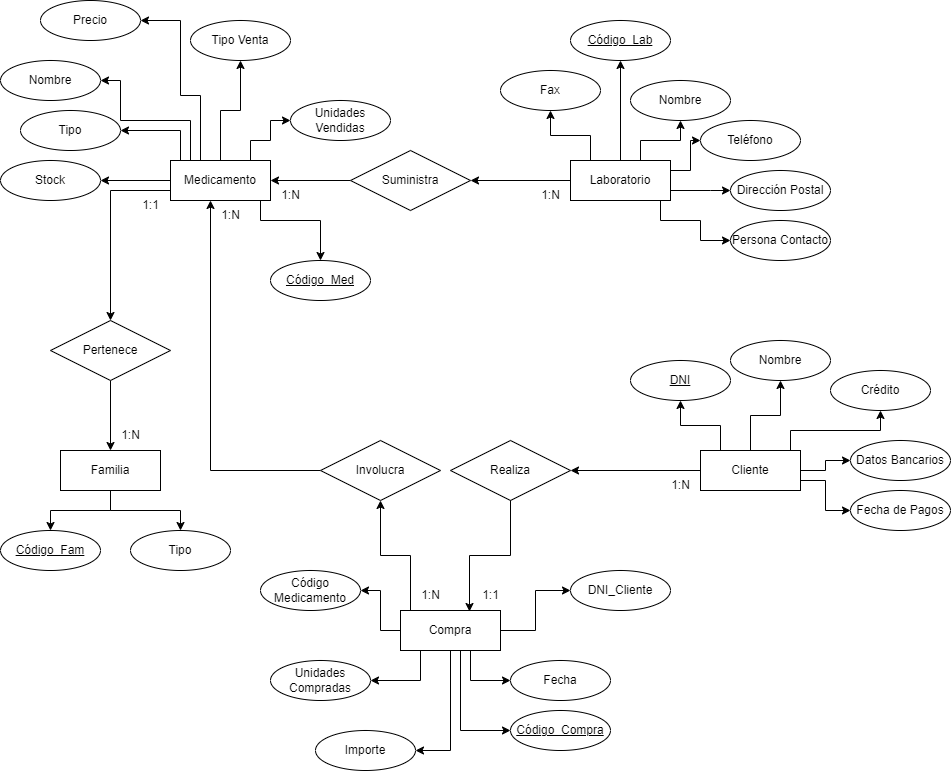 Precio
Tipo Venta
Código_Lab
Nombre
Fax
Nombre
Unidades
Vendidas
Tipo
Teléfono
Stock
Medicamento
Suministra
Laboratorio
Dirección Postal
1:1
1:N
1:N
1:N
Persona Contacto
Código_Med
Pertenece
Nombre
DNI
Crédito
1:N
Familia
Involucra
Realiza
Cliente
Datos Bancarios
1:N
Fecha de Pagos
Código_Fam
Tipo
Código
Medicamento
1:N
1:1
DNI_Cliente
Compra
Unidades
Compradas
Fecha
Código_Compra
Importe